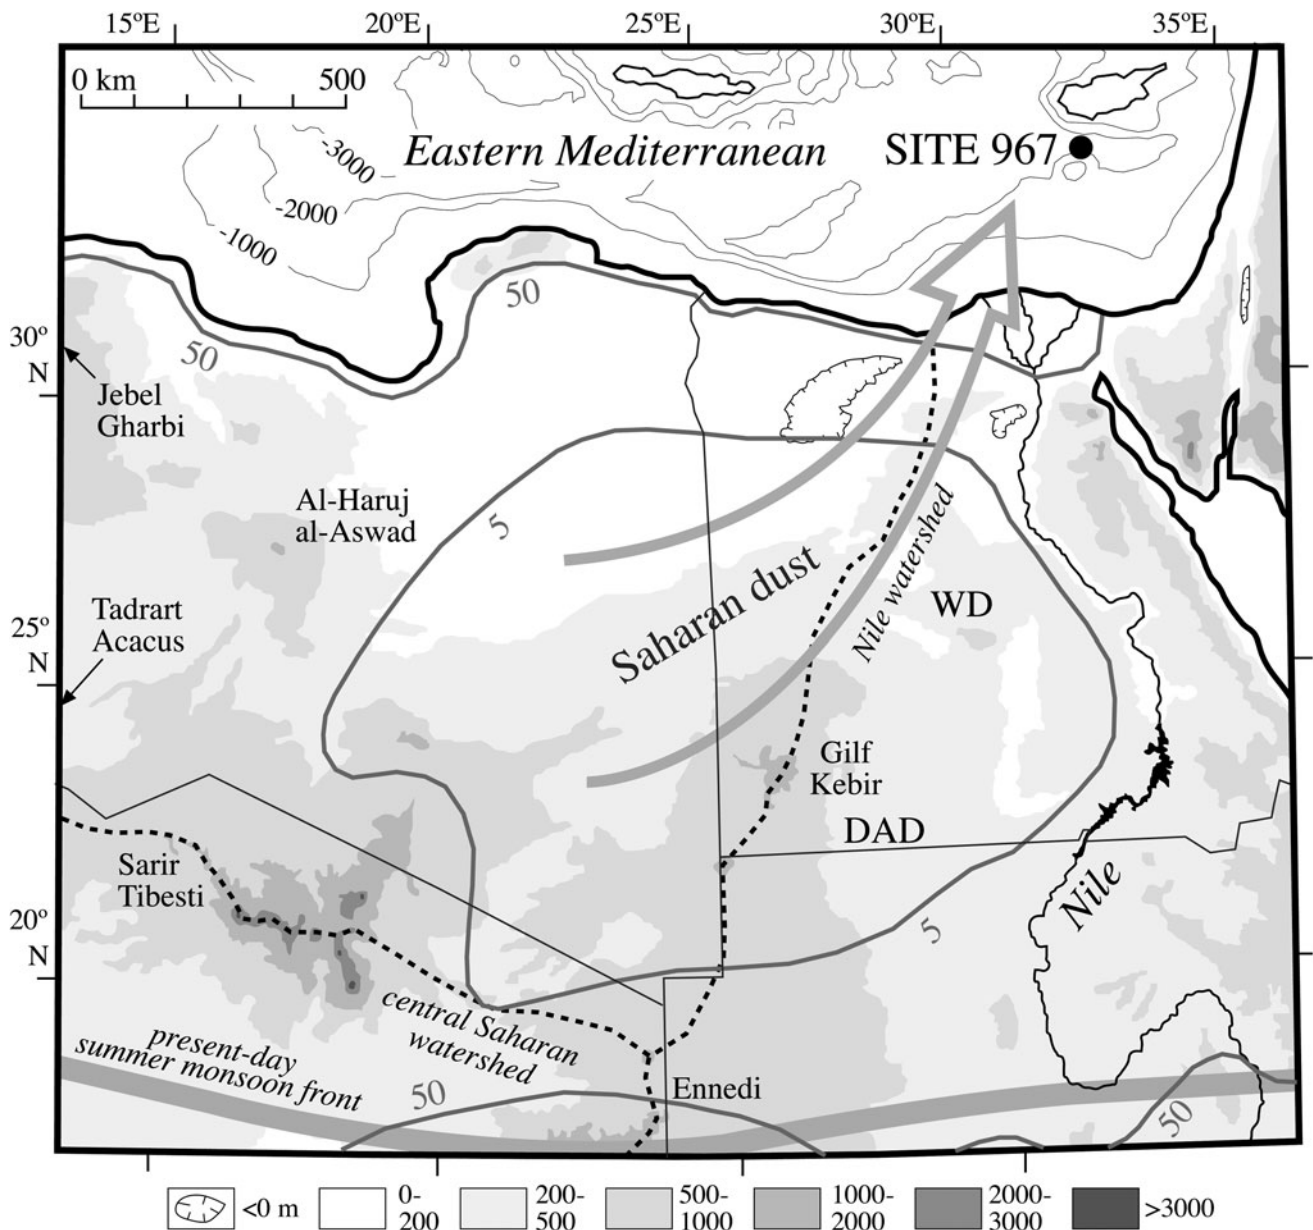 15ºE 20ºE 25ºE 30ºE 35ºE
0 km 500
-3000
-2000
-1000
Eastern Mediterranean
SITE 967
50
50
30º
N
Jebel
Gharbi
Al-Haruj
al-Aswad
5
Saharan dust
Nile watershed
WD
25º
N
Tadrart
Acacus
Gilf
Kebir
DAD
Nile
Sarir
Tibesti
20º
N
5
central Saharan
watershed
present-day
summer monsoon front
50
Ennedi
50
<0 m
0-
200
200-
500
500-
1000
1000-
2000
2000-
3000
>3000